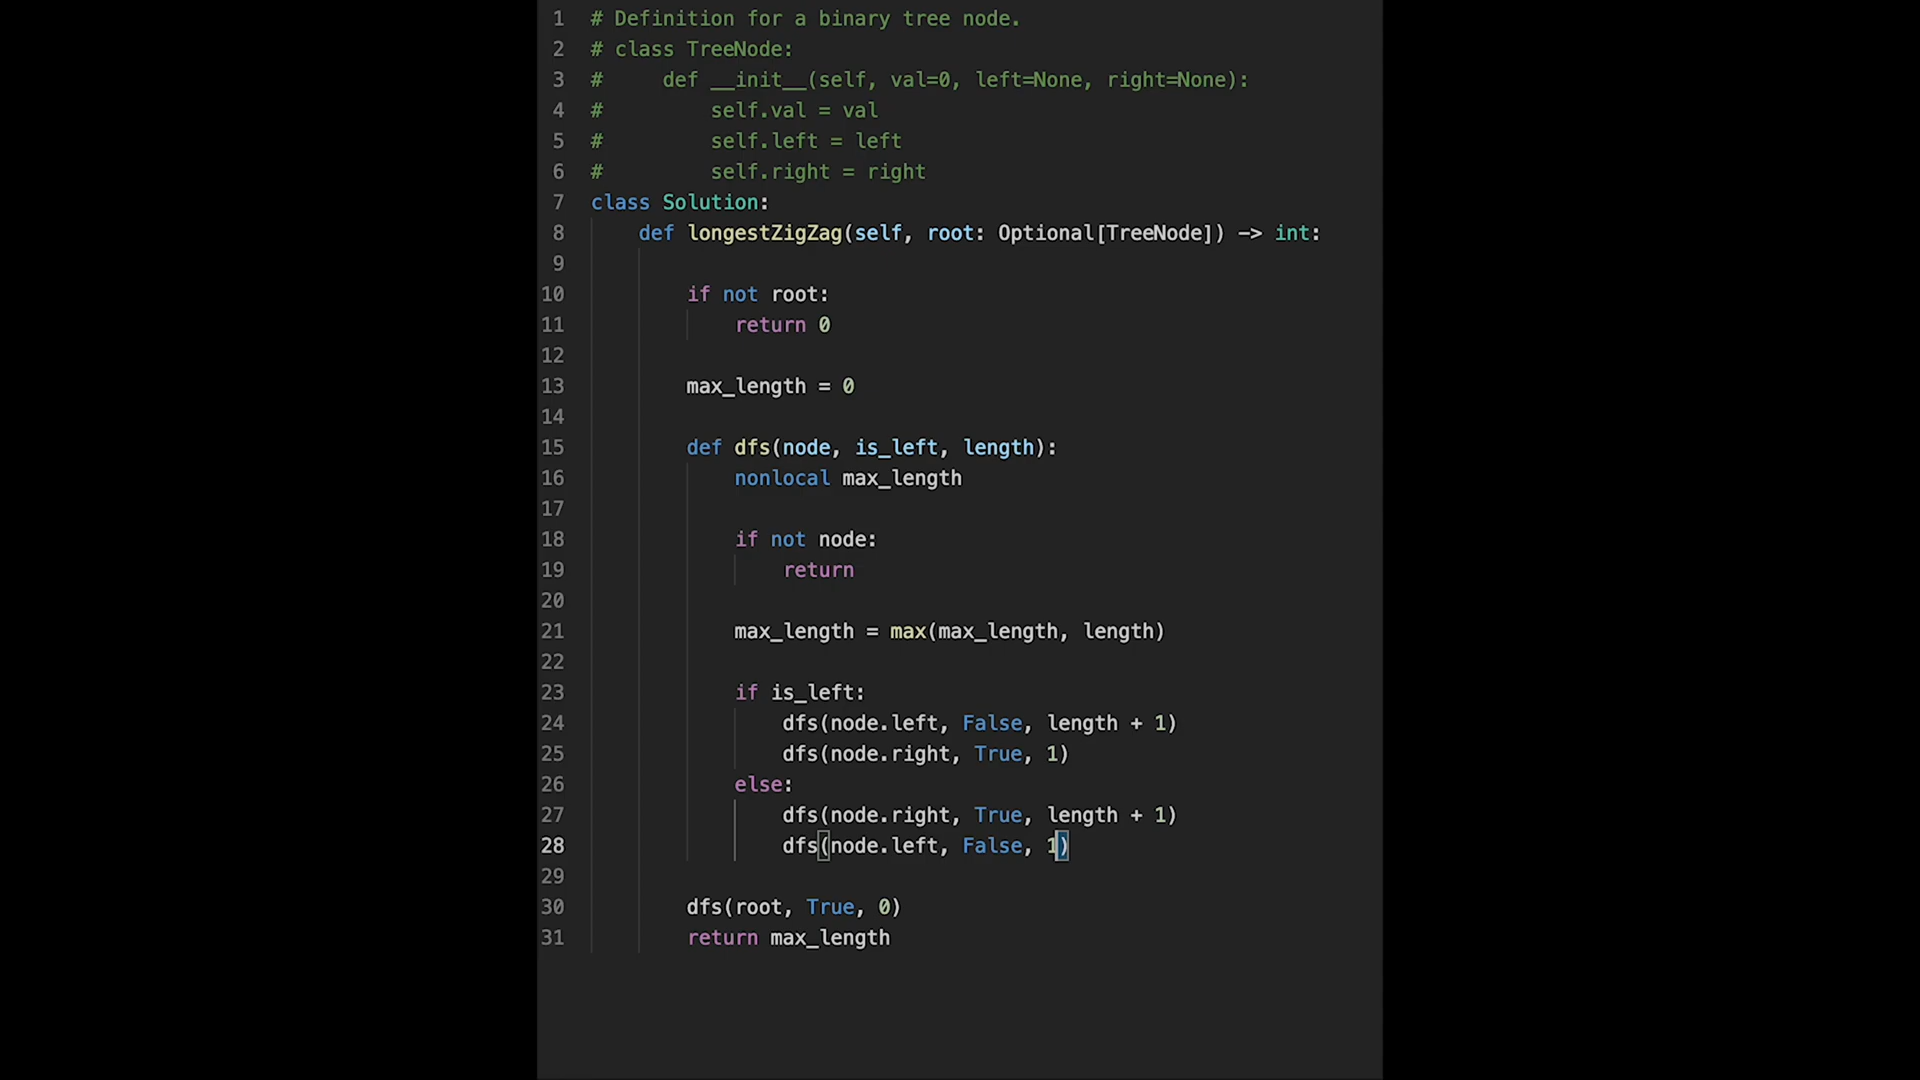 1 # Definition for a binary tree node.
2 # class TreeNode:
3 #     def __init__(self, val=0, left=None, right=None):
4 #         self.val = val
5 #         self.left = left
6 #         self.right = right
7 class Solution:
8     def longestZigZag(self, root: Optional[TreeNode]) -> int:
9
10         if not root:
11             return 0
12
13         max_length = 0
14
15         def dfs(node, is_left, length):
16             nonlocal max_length
17
18             if not node:
19                 return
20
21             max_length = max(max_length, length)
22
23             if is_left:
24                 dfs(node.left, False, length + 1)
25                 dfs(node.right, True, 1)
26             else:
27                 dfs(node.right, True, length + 1)
28                 dfs(node.left, False, 1)
29
30         dfs(root, True, 0)
31         return max_length